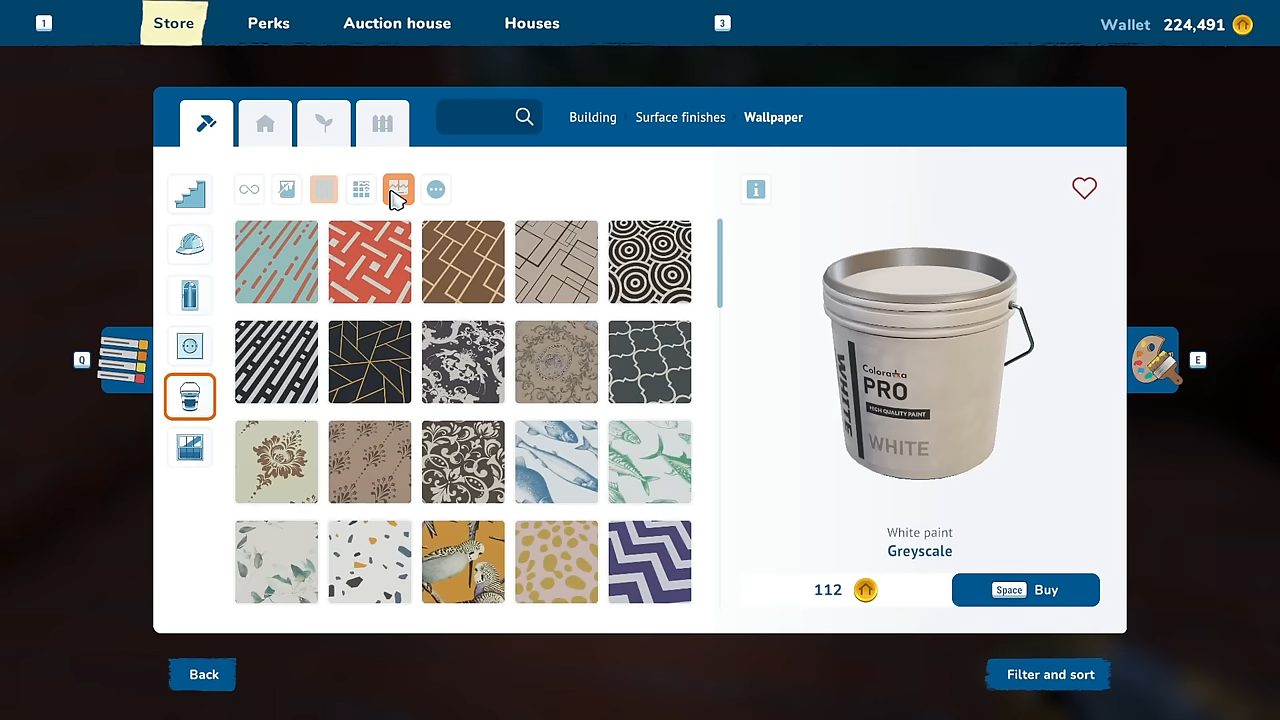 1
Store
Perks
Auction house
Houses
3
Wallet 224,491
Building
Surface finishes
Wallpaper
Q
E
Colorama
PRO
HIGH QUALITY PAINT
WHITE
WHITE
White paint
Greyscale
112
Space Buy
Back
Filter and sort